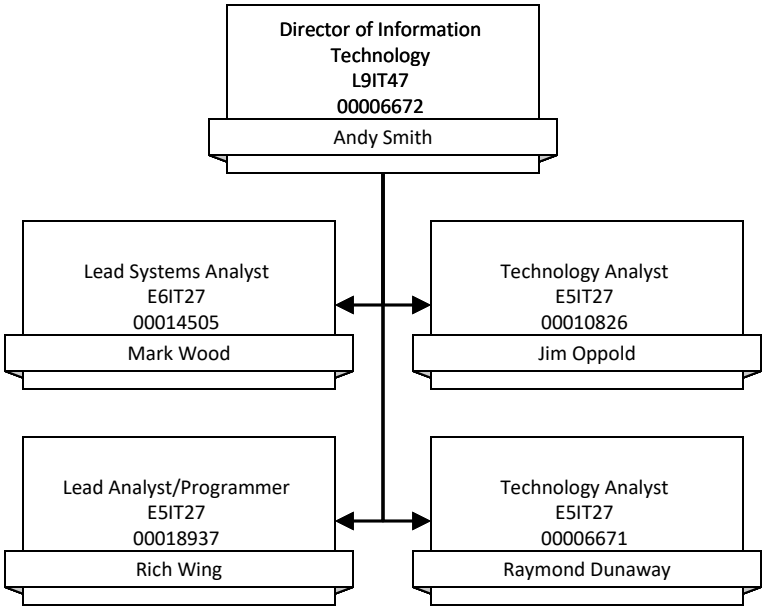 Director of Information
Technology
L9IT47
00006672
Andy Smith
Lead Systems Analyst
E6IT27
00014505
Mark Wood
Technology Analyst
E5IT27
00010826
Jim Oppold
Lead Analyst/Programmer
E5IT27
00018937
Rich Wing
Technology Analyst
E5IT27
00006671
Raymond Dunaway